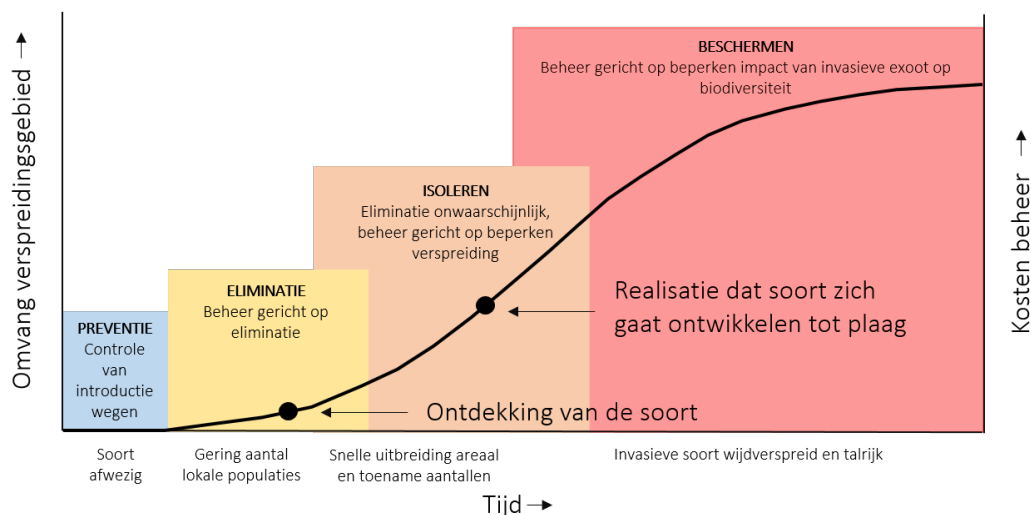 Omvang verspreidingsgebied →
PREVENTIE
Controle
van
introductie
wegen
ELIMINATIE
Beheer gericht op
eliminatie
ISOLEREN
Eliminatie onwaarschijnlijk,
beheer gericht op beperken
verspreiding
BESCHERMEN
Beheer gericht op beperken impact van invasieve exoot op
biodiversiteit
Realisatie dat soort zich
gaat ontwikkelen tot plaag
Ontdekking van de soort
Kosten beheer →
Soort
afwezig
Gering aantal
lokale populaties
Snelle uitbreiding areaal
en toename aantallen
Invasieve soort wijdverspreid en talrijk
Tijd →